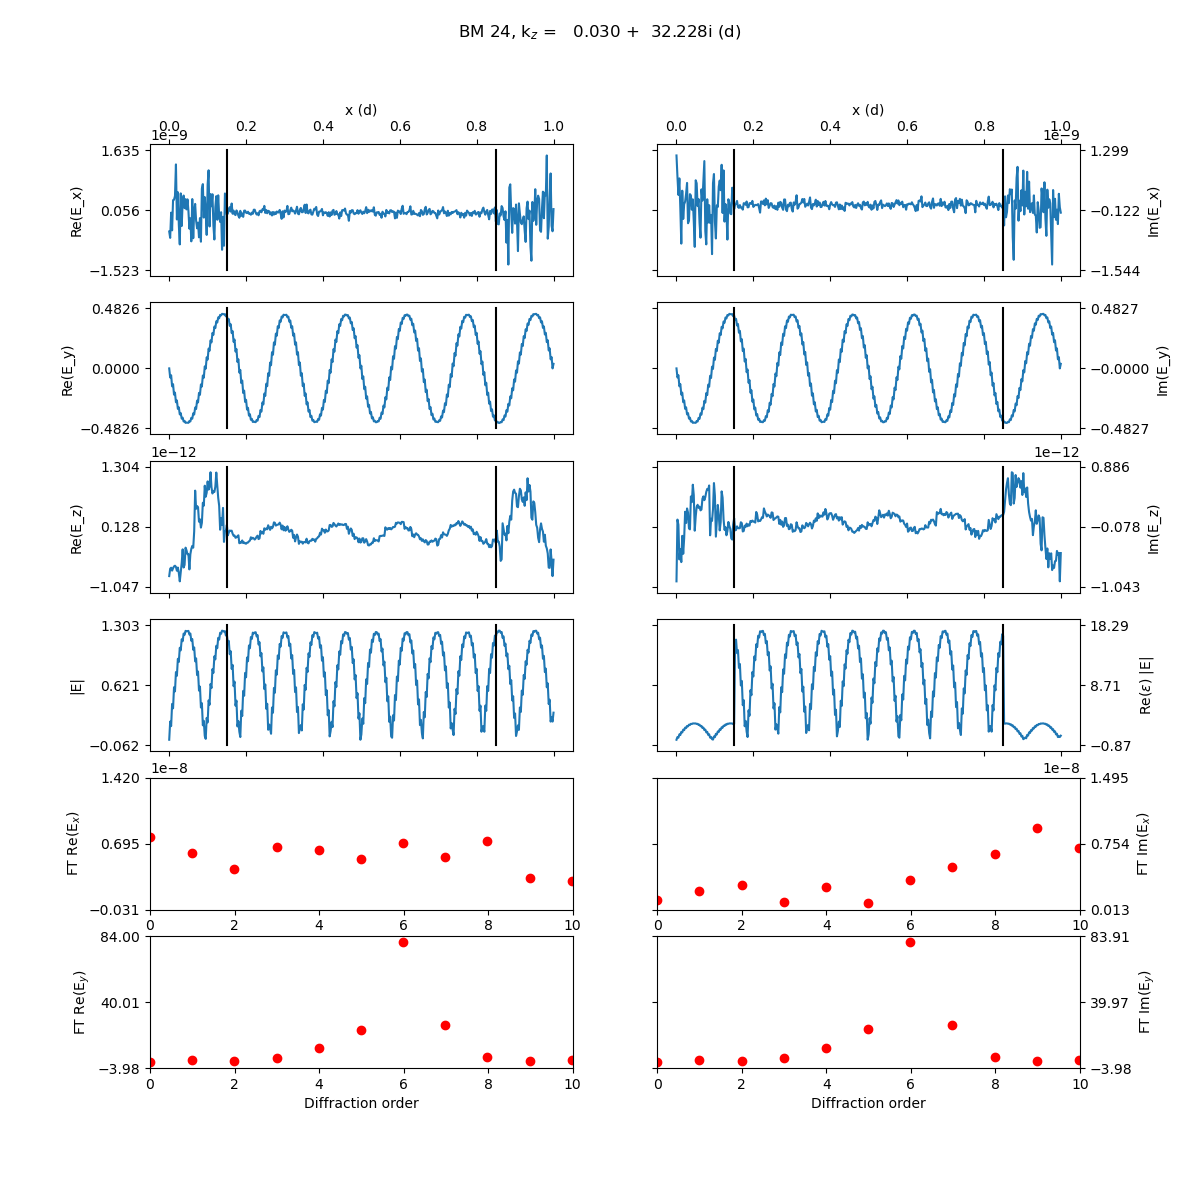 BM 24, k_z = 0.030 + 32.228i (d)
x (d) x (d)
0.0 0.2 0.4 0.6 0.8 1.0 0.0 0.2 0.4 0.6 0.8 1.0
1e−9 1e−9
Re(E_x) 1.635 0.056 −1.523
1.299 −0.122 −1.544 Im(E_x)
Re(E_y) 0.4826 0.0000 −0.4826
0.4827 −0.0000 −0.4827 Im(E_y)
1e−12 1e−12
Re(E_z) 1.304 0.128 −1.047
0.886 −0.078 −1.043 Im(E_z)
|E| 1.303 0.621 −0.062
18.29 8.71 −0.87 Re(ε) |E|
1e−8 1e−8
FT Re(E_x) 1.420 0.695 −0.031
1.495 0.754 0.013 FT Im(E_x)
0 2 4 6 8 10 0 2 4 6 8 10
FT Re(E_y) 84.00 40.01 −3.98
83.91 39.97 −3.98 FT Im(E_y)
0 2 4 6 8 10 0 2 4 6 8 10
Diffraction order Diffraction order